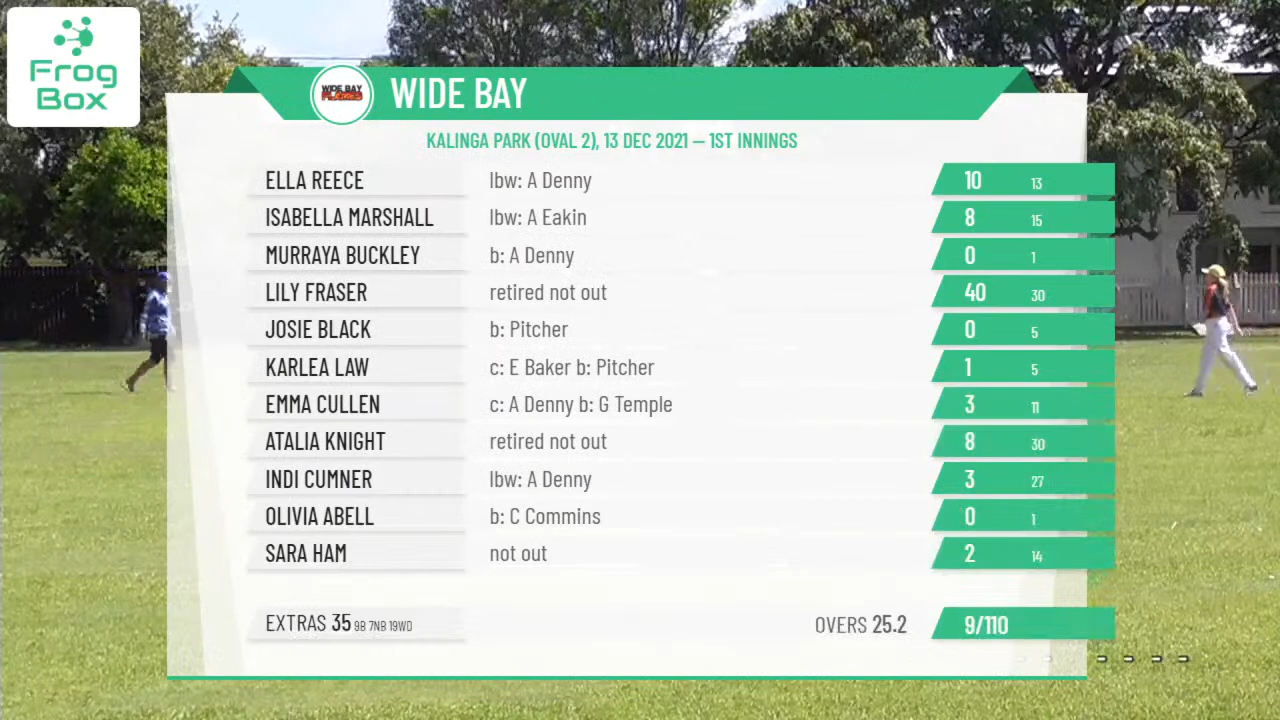 Frog
Box
WIDE BAY
FLAMES
WIDE BAY
KALINGA PARK (OVAL 2), 13 DEC 2021 – 1ST INNINGS
ELLA REECE lbw: A Denny 10 13
ISABELLA MARSHALL lbw: A Eakin 8 15
MURRAYA BUCKLEY b: A Denny 0 1
LILY FRASER retired not out 40 30
JOSIE BLACK b: Pitcher 0 5
KARLEA LAW c: E Baker b: Pitcher 1 5
EMMA CULLEN c: A Denny b: G Temple 3 11
ATALIA KNIGHT retired not out 8 30
INDI CUMNER lbw: A Denny 3 27
OLIVIA ABELL b: C Commins 0 1
SARA HAM not out 2 14
EXTRAS 35 9B 7NB 19WD OVERS 25.2 9/110